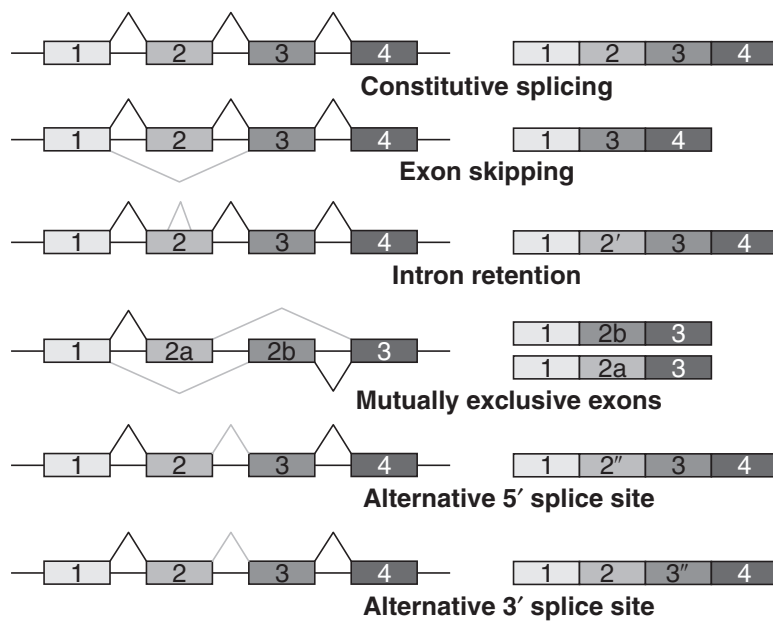 1 2 3 4 1 2 3 4
Constitutive splicing
1 2 3 4 1 3 4
Exon skipping
1 2 3 4 1 2′ 3 4
Intron retention
1 2b 3
1 2a 2b 3
1 2a 3
Mutually exclusive exons
1 2 3 4 1 2″ 3 4
Alternative 5′ splice site
1 2 3 4 1 2 3″ 4
Alternative 3′ splice site